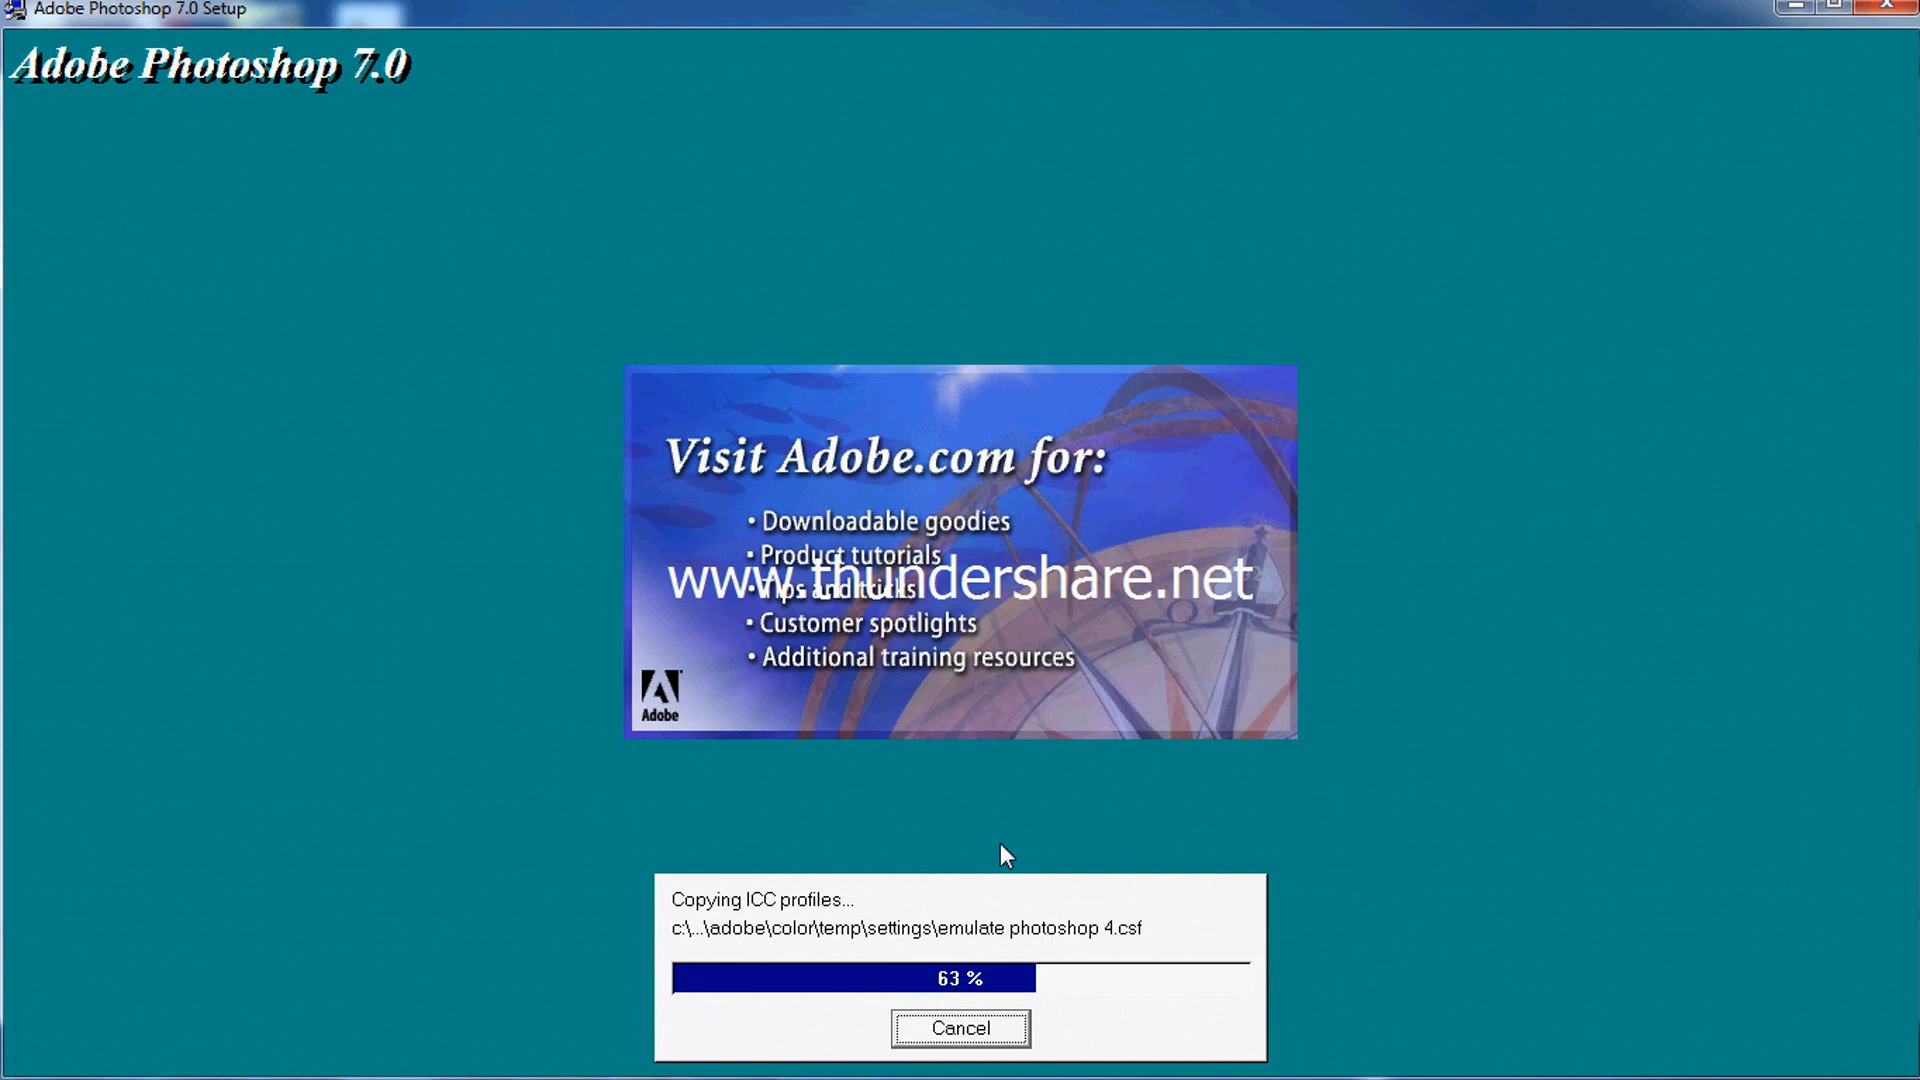 Adobe Photoshop 7.0 Setup
Adobe Photoshop 7.0
Visit Adobe.com for:
• Downloadable goodies
• Product tutorials
www.thundershare.net
• Tips and tricks
• Customer spotlights
• Additional training resources
Adobe
Copying ICC profiles...
c:\...\adobe\color\temp\settings\emulate photoshop 4.csf
63 %
Cancel